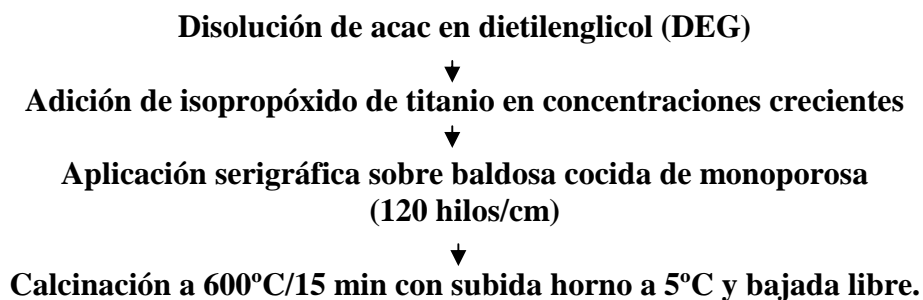 Disolución de acac en dietilenglicol (DEG)
Adición de isopropóxido de titanio en concentraciones crecientes
Aplicación serigráfica sobre baldosa cocida de monoporosa
(120 hilos/cm)
Calcinación a 600ºC/15 min con subida horno a 5ºC y bajada libre.